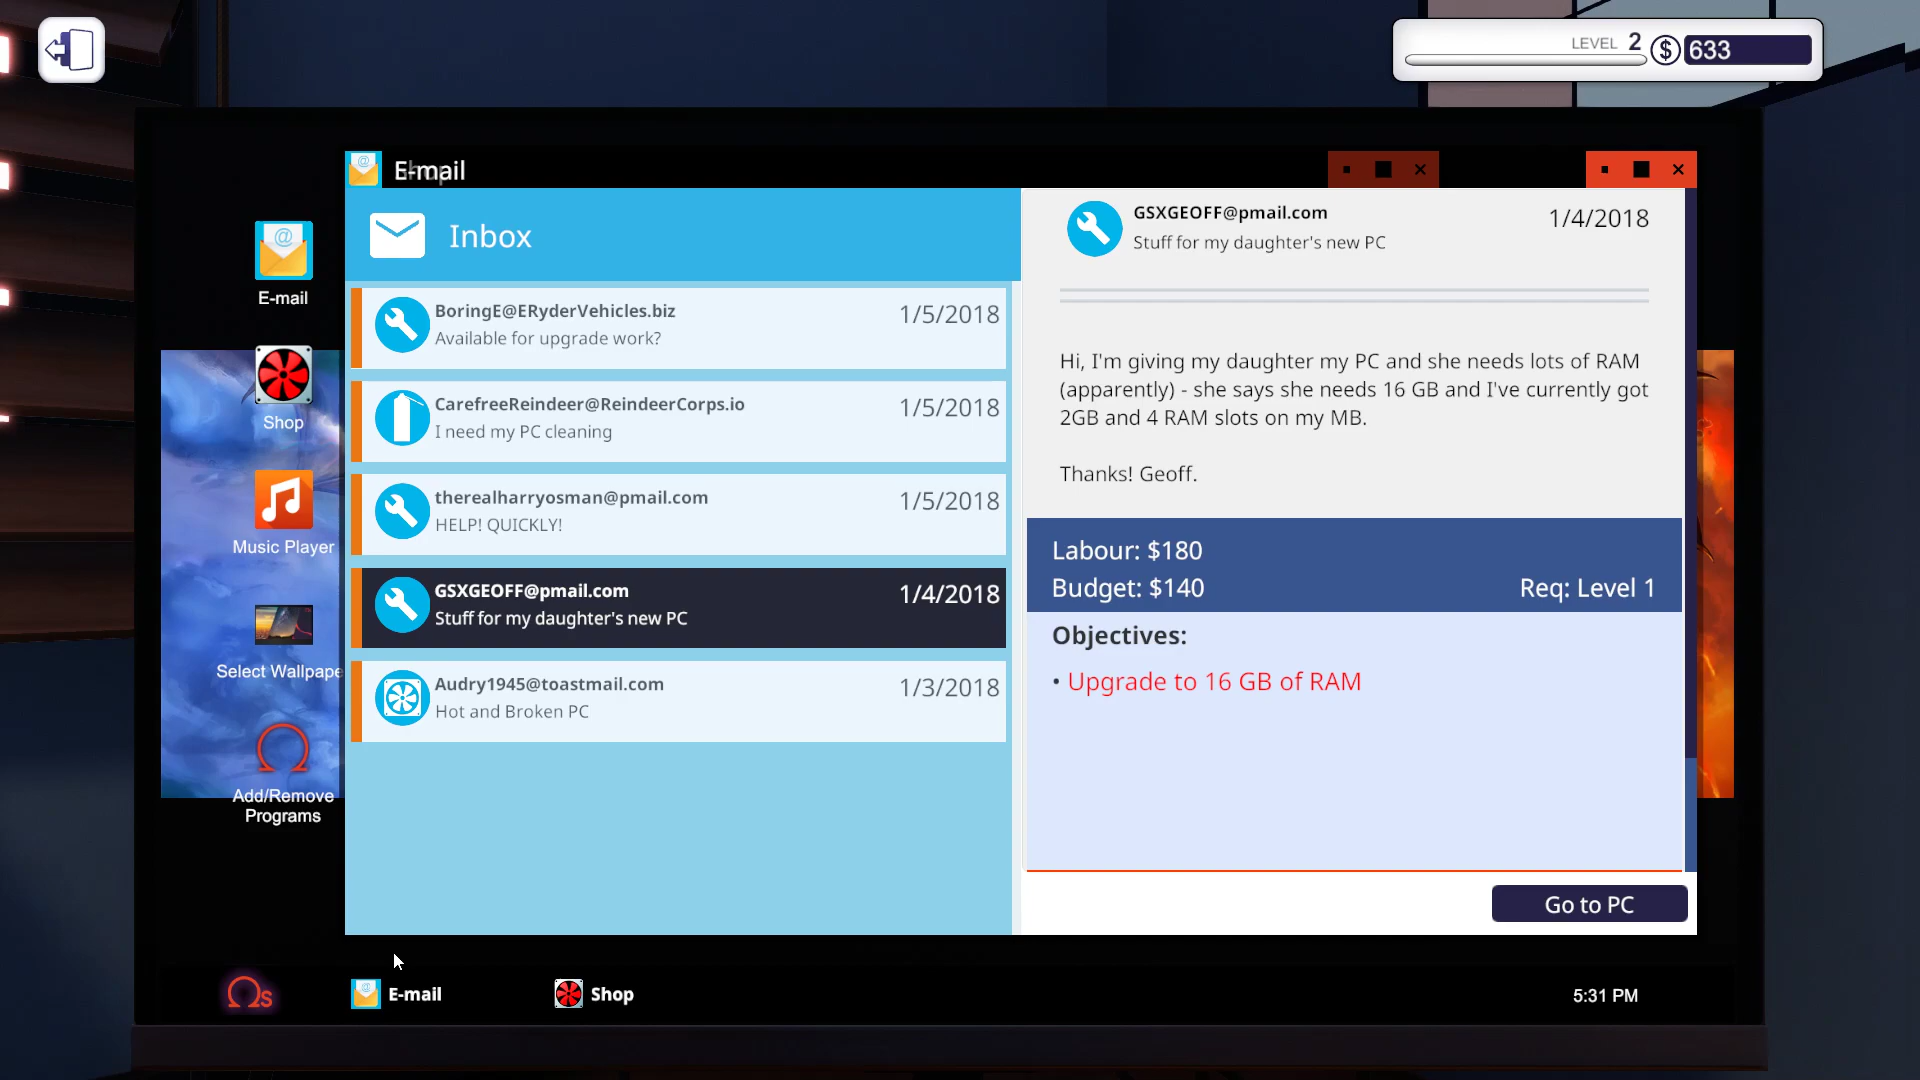 LEVEL 2
$ 633
E-mail
Inbox
BoringE@ERyderVehicles.biz
1/5/2018
Available for upgrade work?
CarefreeReindeer@ReindeerCorps.io
1/5/2018
I need my PC cleaning
therealharryosman@pmail.com
1/5/2018
HELP! QUICKLY!
GSXGEOFF@pmail.com
1/4/2018
Stuff for my daughter's new PC
Audry1945@toastmail.com
1/3/2018
Hot and Broken PC
GSXGEOFF@pmail.com
1/4/2018
Stuff for my daughter's new PC
Hi, I'm giving my daughter my PC and she needs lots of RAM
(apparently) - she says she needs 16 GB and I've currently got
2GB and 4 RAM slots on my MB.
Thanks! Geoff.
Labour: $180
Budget: $140
Req: Level 1
Objectives:
• Upgrade to 16 GB of RAM
Go to PC
E-mail
Shop
Music Player
Select Wallpape
Add/Remove
Programs
Ωs
E-mail
Shop
5:31 PM